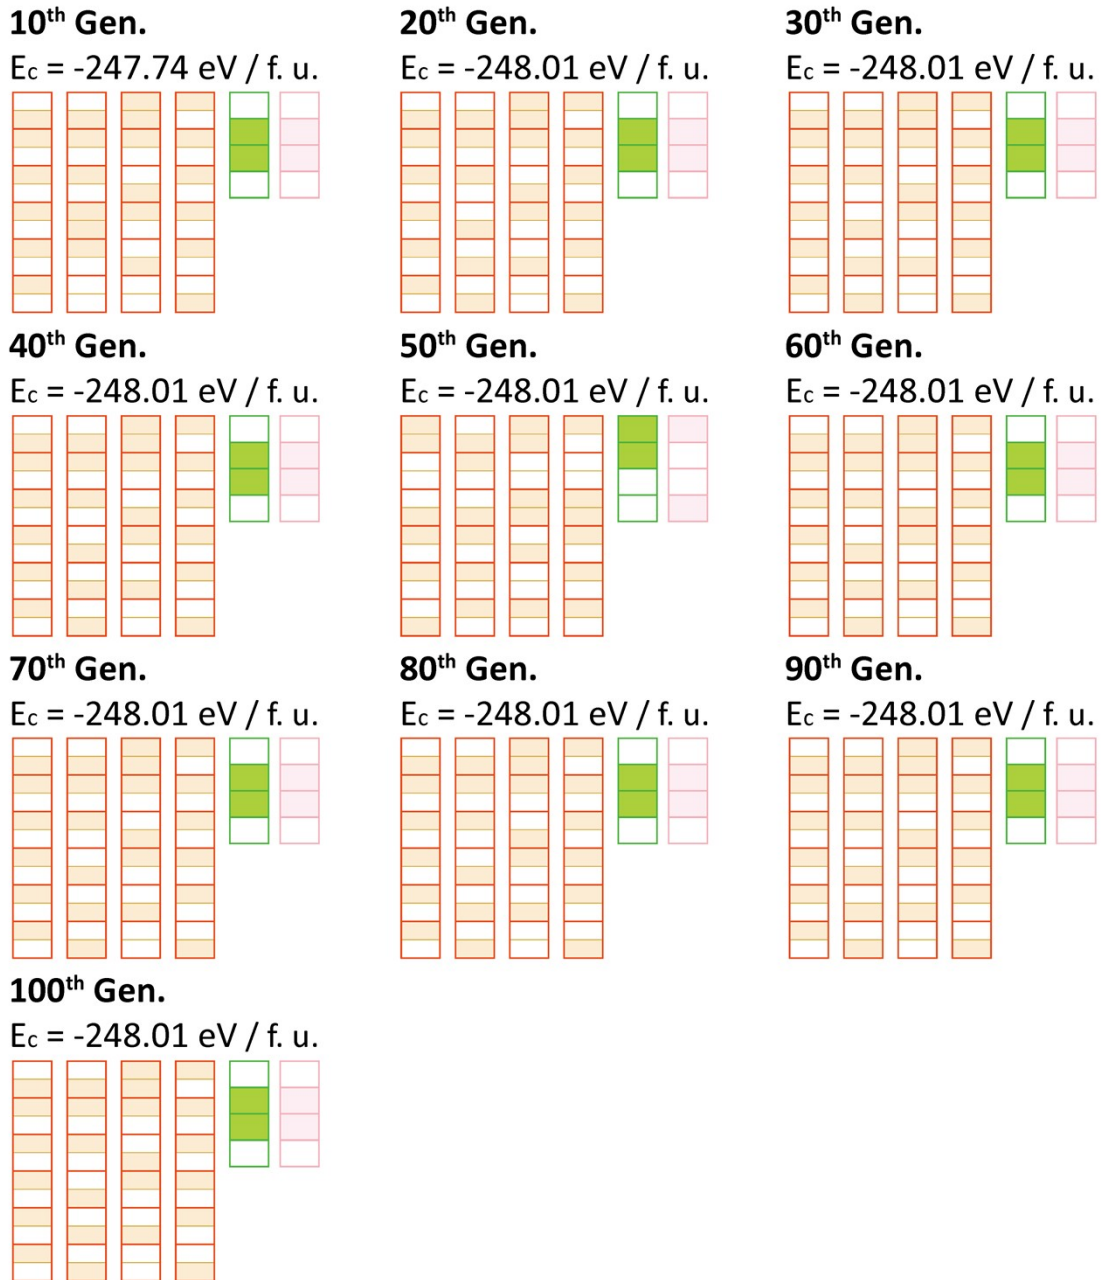 10th Gen. 20th Gen. 30th Gen.
Ec = -247.74 eV / f. u. Ec = -248.01 eV / f. u. Ec = -248.01 eV / f. u.
40th Gen. 50th Gen. 60th Gen.
Ec = -248.01 eV / f. u. Ec = -248.01 eV / f. u. Ec = -248.01 eV / f. u.
70th Gen. 80th Gen. 90th Gen.
Ec = -248.01 eV / f. u. Ec = -248.01 eV / f. u. Ec = -248.01 eV / f. u.
100th Gen.
Ec = -248.01 eV / f. u.